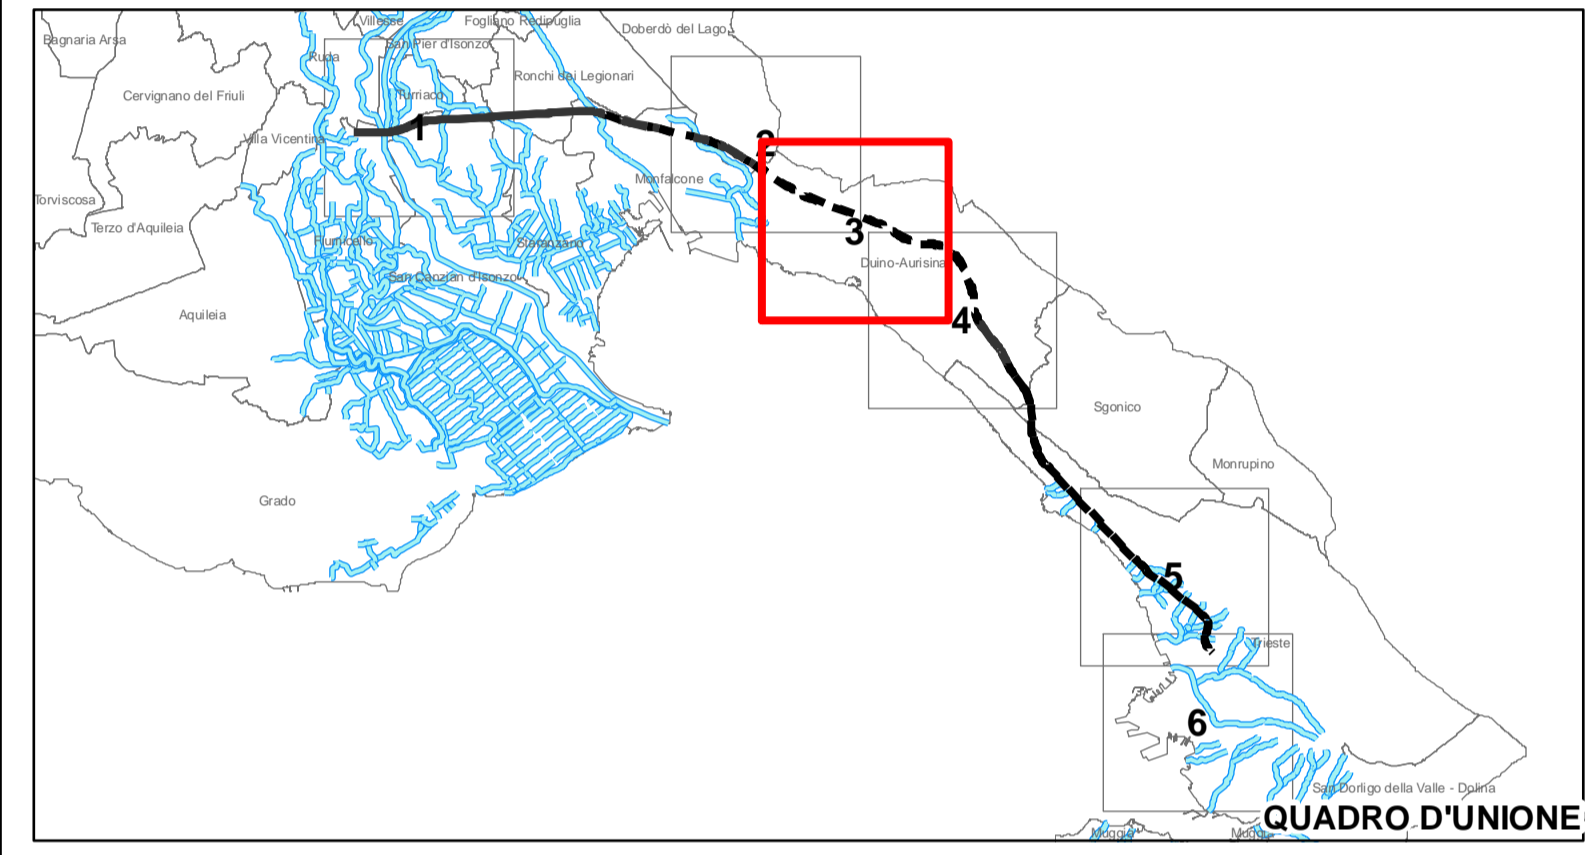 Villesse
Fogliano Redipuglia
Doberdò del Lago
Bagnaria Arsa
San Pier d'Isonzo
Ruda
Ronchi dei Legionari
Cervignano del Friuli
Turriaco
1
Villa Vicentina
2
Monfalcone
Torviscosa
Terzo d'Aquileia
3
Fiumicello
Staranzano
Duino-Aurisina
San Canzian d'Isonzo
Aquileia
4
Sgonico
Monrupino
Grado
5
Trieste
6
San Dorligo della Valle - Dolina
QUADRO D'UNIONE
Muggia
Muggia